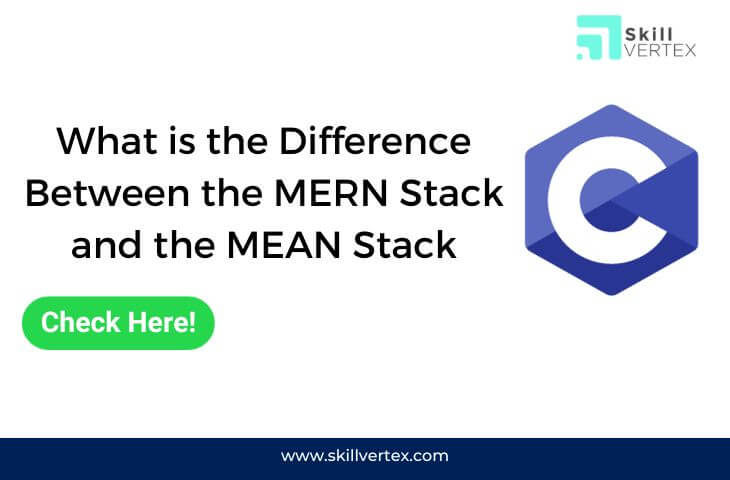 Skill
VERTEX
What is the Difference
Between the MERN Stack
and the MEAN Stack
C
Check Here!
www.skillvertex.com